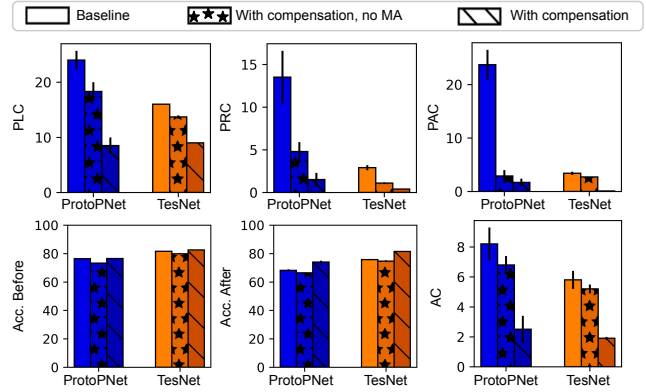 Baseline
With compensation, no MA
With compensation
PLC
20
10
0
ProtoPNet
TesNet
PRC
15
10
5
0
ProtoPNet
TesNet
PAC
20
10
0
ProtoPNet
TesNet
Acc. Before
100
80
60
40
20
0
ProtoPNet
TesNet
Acc. After
100
80
60
40
20
0
ProtoPNet
TesNet
AC
8
6
4
2
0
ProtoPNet
TesNet